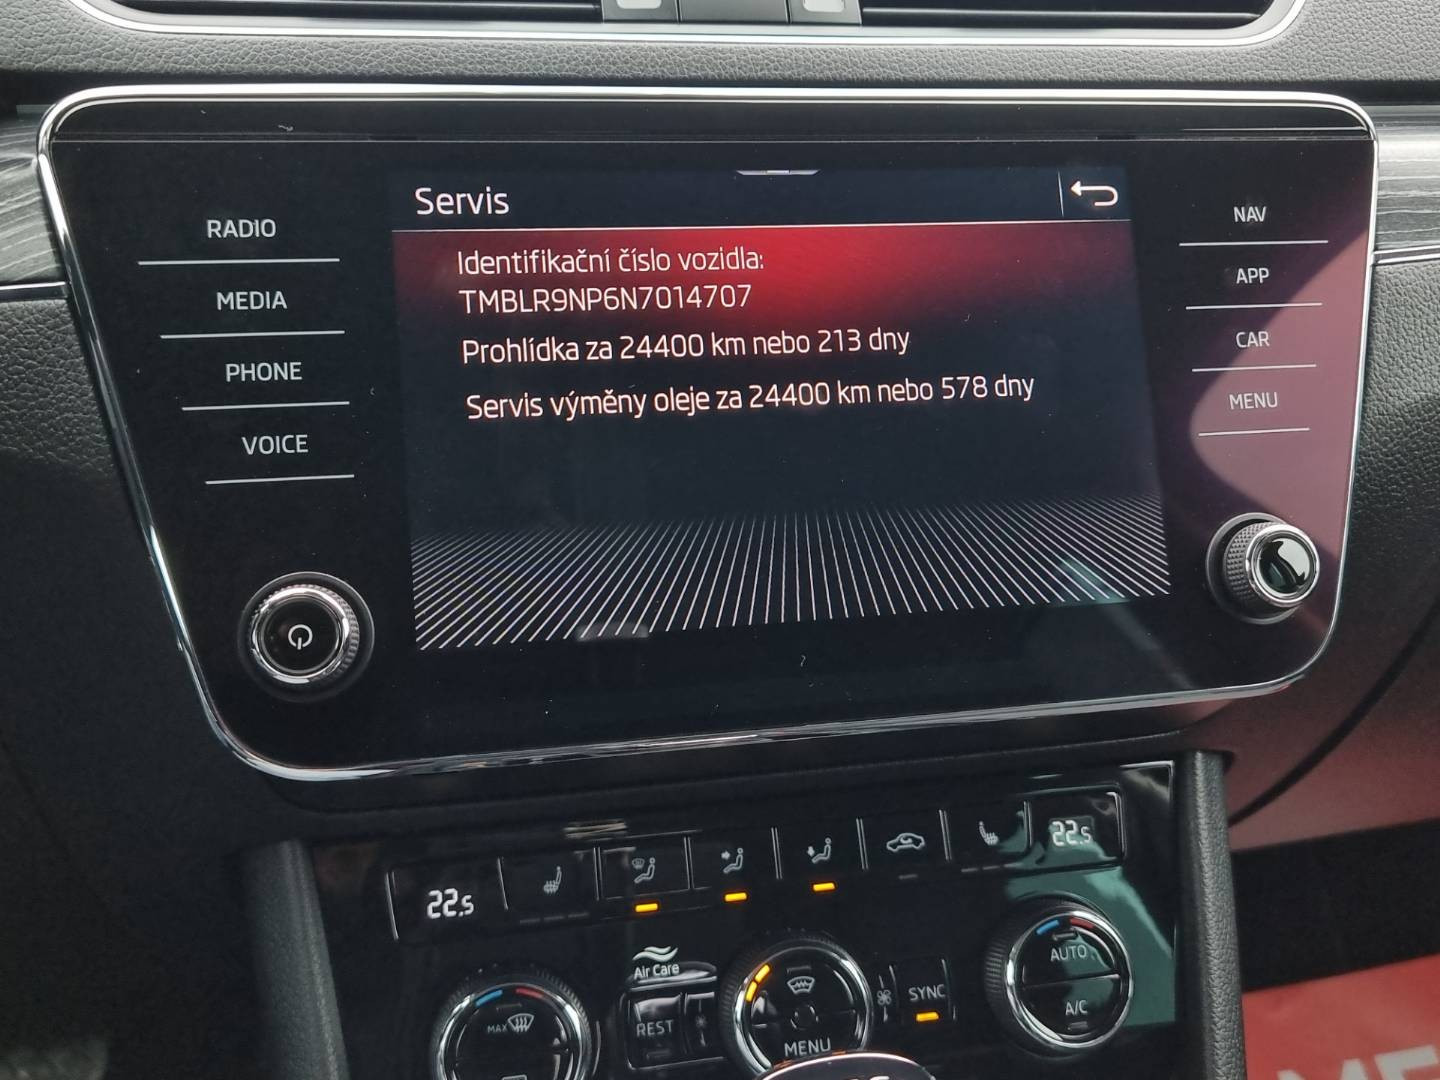 Servis
Identifikační číslo vozidla:
TMBLR9NP6N7014707
Prohlídka za 24400 km nebo 213 dny
Servis výměny oleje za 24400 km nebo 578 dny
RADIO
MEDIA
PHONE
VOICE
NAV
APP
CAR
MENU
22.5
22.5
Air Care
MAX
REST
MENU
SYNC
AUTO
A/C